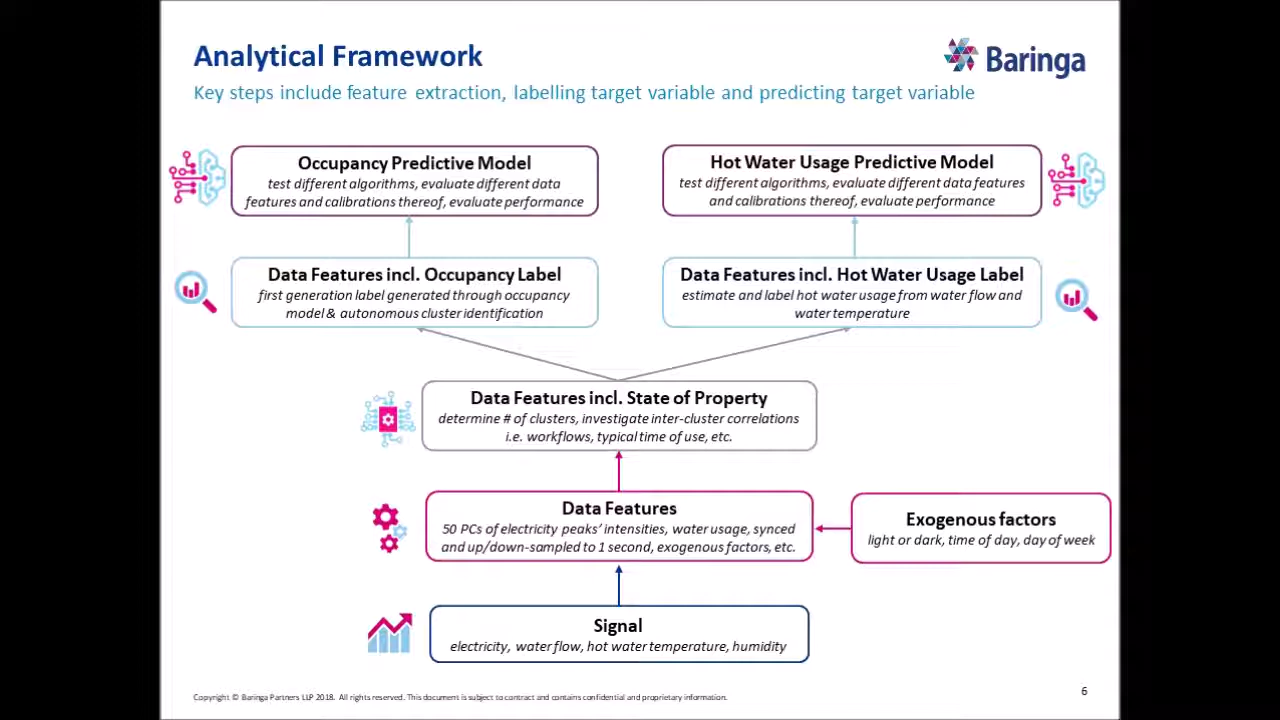 Analytical Framework
Baringa
Key steps include feature extraction, labelling target variable and predicting target variable
Occupancy Predictive Model
test different algorithms, evaluate different data
features and calibrations thereof, evaluate performance
Hot Water Usage Predictive Model
test different algorithms, evaluate different data features
and calibrations thereof, evaluate performance
Data Features incl. Occupancy Label
first generation label generated through occupancy
model & autonomous cluster identification
Data Features incl. Hot Water Usage Label
estimate and label hot water usage from water flow and
water temperature
Data Features incl. State of Property
determine # of clusters, investigate inter-cluster correlations
i.e. workflows, typical time of use, etc.
Data Features
50 PCs of electricity peaks’ intensities, water usage, synced
and up/down-sampled to 1 second, exogenous factors, etc.
Exogenous factors
light or dark, time of day, day of week
Signal
electricity, water flow, hot water temperature, humidity
Copyright © Baringa Partners LLP 2018. All rights reserved. This document is subject to contract and contains confidential and proprietary information.
6